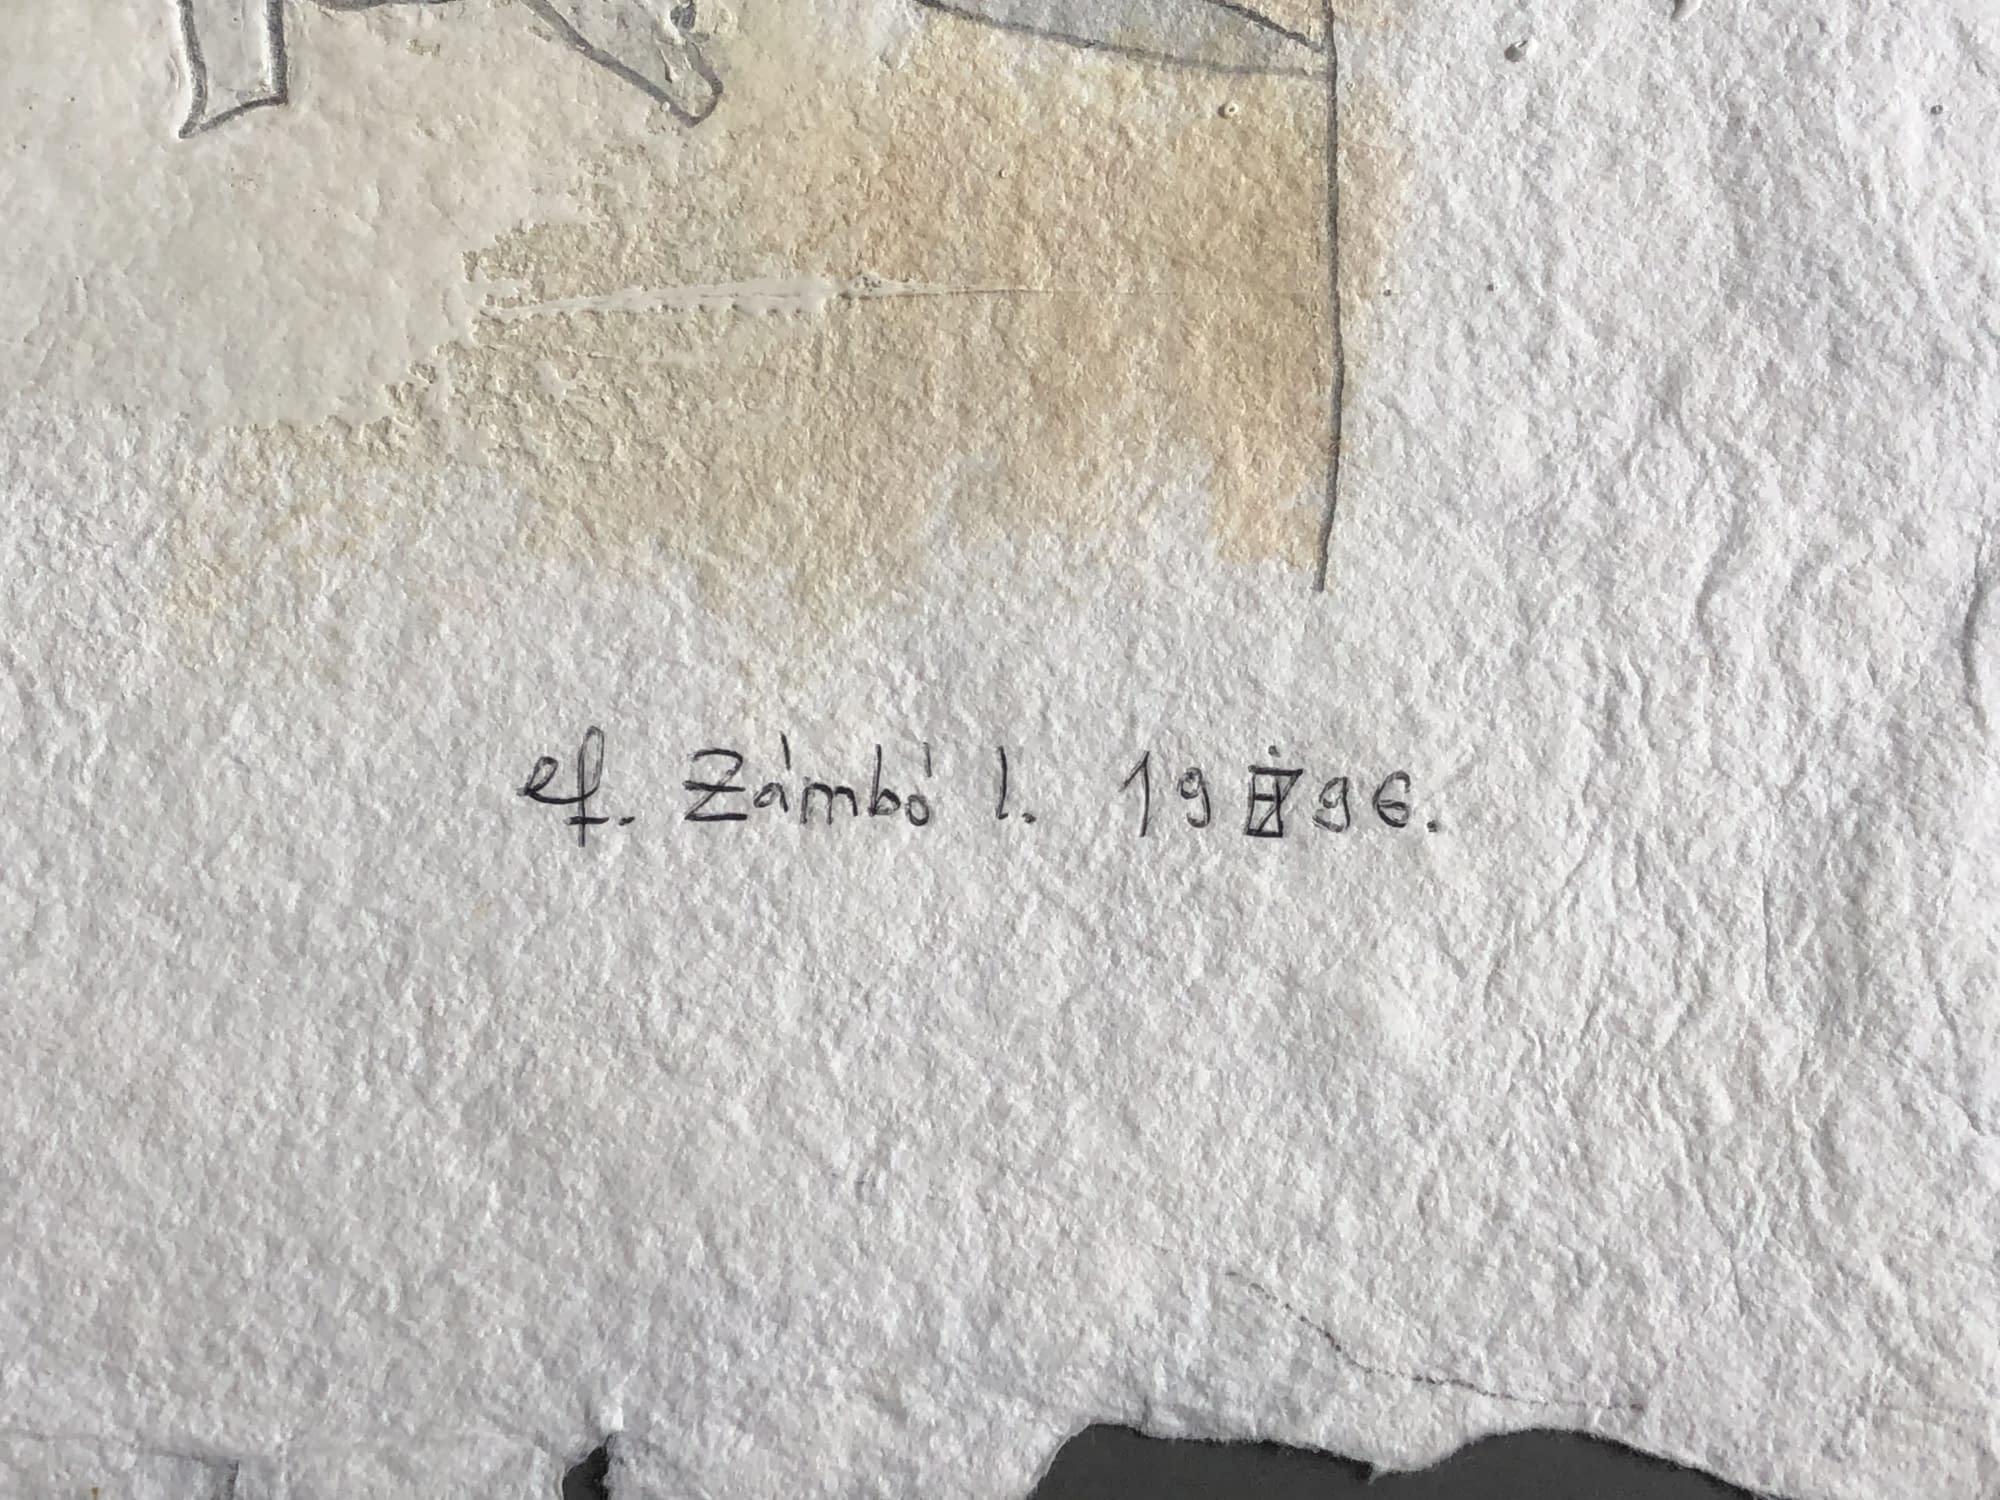 ef. Zámbó I. 19 96.